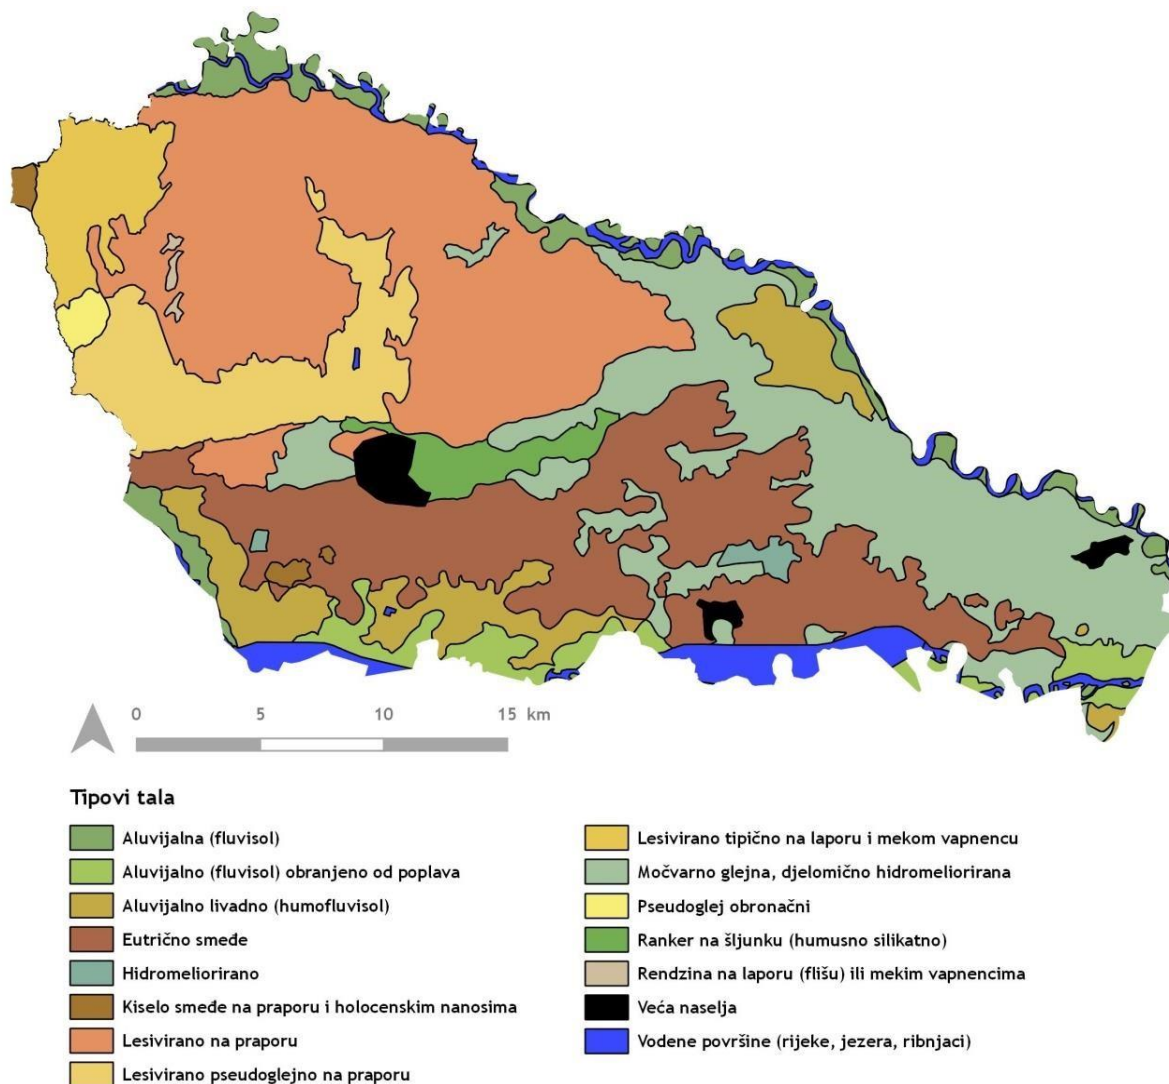 0 5 10 15 km
Tipovi tala
Aluvijalna (fluvisol)
Aluvijalno (fluvisol) obranjeno od poplava
Aluvijalno livadno (humofluvisol)
Eutrično smeđe
Hidromeliorirano
Kiselo smeđe na praporu i holocenskim nanosima
Lesivirano na praporu
Lesivirano pseudoglejno na praporu
Lesivirano tipično na laporu i mekom vapnencu
Močvarno glejna, djelomično hidromeliorirana
Pseudoglej obronačni
Ranker na šljunku (humusno silikatno)
Rendzina na laporu (flišu) ili mekim vapnencima
Veća naselja
Vodene površine (rijeke, jezera, ribnjaci)